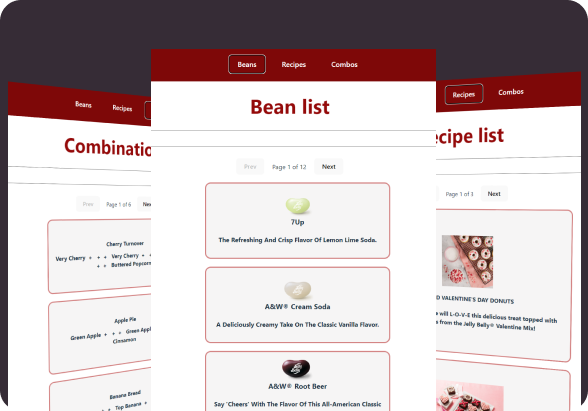 Beans Recipes
Combinatio
Prev Page 1 of 6 Nex
Cherry Turnover
Very Cherry + + + Very Cherry + +
+ + Buttered Popcorn
Apple Pie
Green Apple + + + Green Appl
Cinnamon
Banana Bread
+ Top Banana +
Beans Recipes Combos
Bean list
Prev Page 1 of 12 Next
7Up
The Refreshing And Crisp Flavor Of Lemon Lime Soda.
A&W® Cream Soda
A Deliciously Creamy Take On The Classic Vanilla Flavor.
A&W® Root Beer
Say 'Cheers' With The Flavor Of This All-American Classic
Recipes Combos
ecipe list
Page 1 of 3 Next
D VALENTINE'S DAY DONUTS
e will L-O-V-E this delicious treat topped with
s from the Jelly Belly® Valentine Mix!